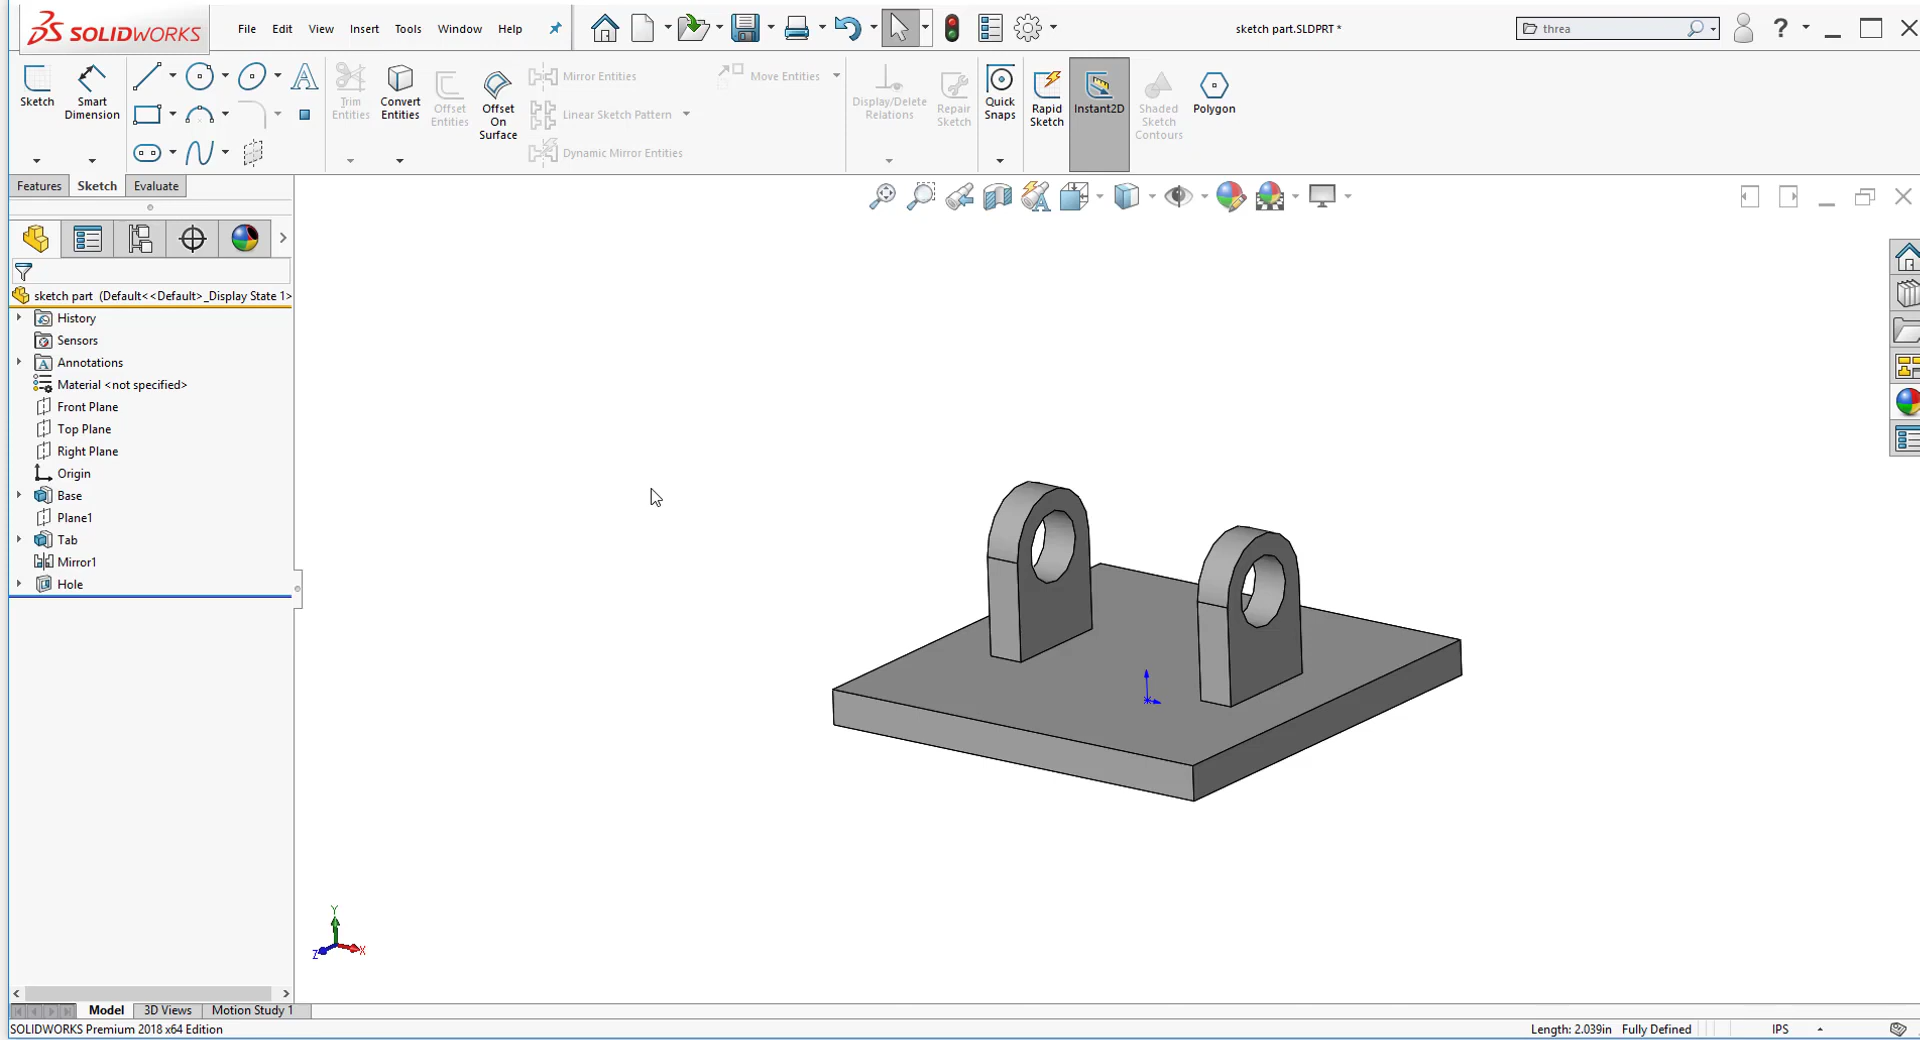 SOLIDWORKS
File Edit View Insert Tools Window Help
sketch part.SLDPRT *
threa
Sketch
Smart Dimension
Trim Entities
Convert Entities
Offset Entities
Offset On Surface
Mirror Entities
Linear Sketch Pattern
Dynamic Mirror Entities
Move Entities
Display/Delete Relations
Repair Sketch
Quick Snaps
Rapid Sketch
Instant2D
Shaded Sketch Contours
Polygon
Features Sketch Evaluate
sketch part (Default<<Default>_Display State 1>
History
Sensors
Annotations
Material <not specified>
Front Plane
Top Plane
Right Plane
Origin
Base
Plane1
Tab
Mirror1
Hole
Y
Z X
Model 3D Views Motion Study 1
SOLIDWORKS Premium 2018 x64 Edition
Length: 2.039in Fully Defined IPS